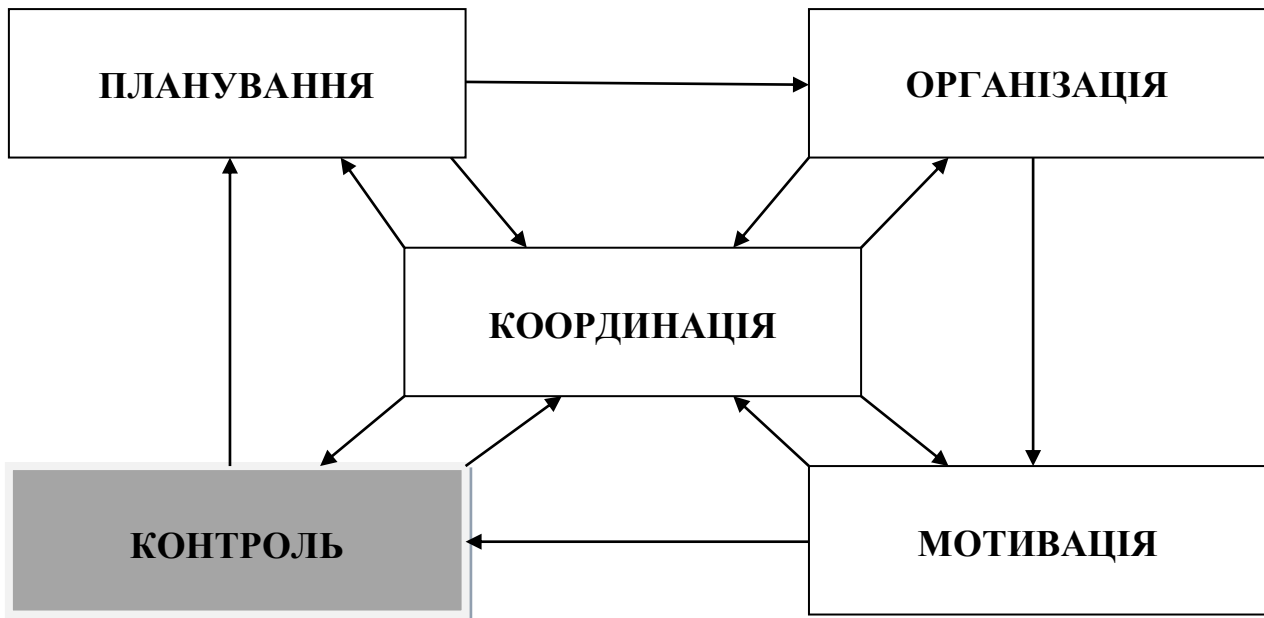 ПЛАНУВАННЯ
ОРГАНІЗАЦІЯ
КООРДИНАЦІЯ
КОНТРОЛЬ
МОТИВАЦІЯ